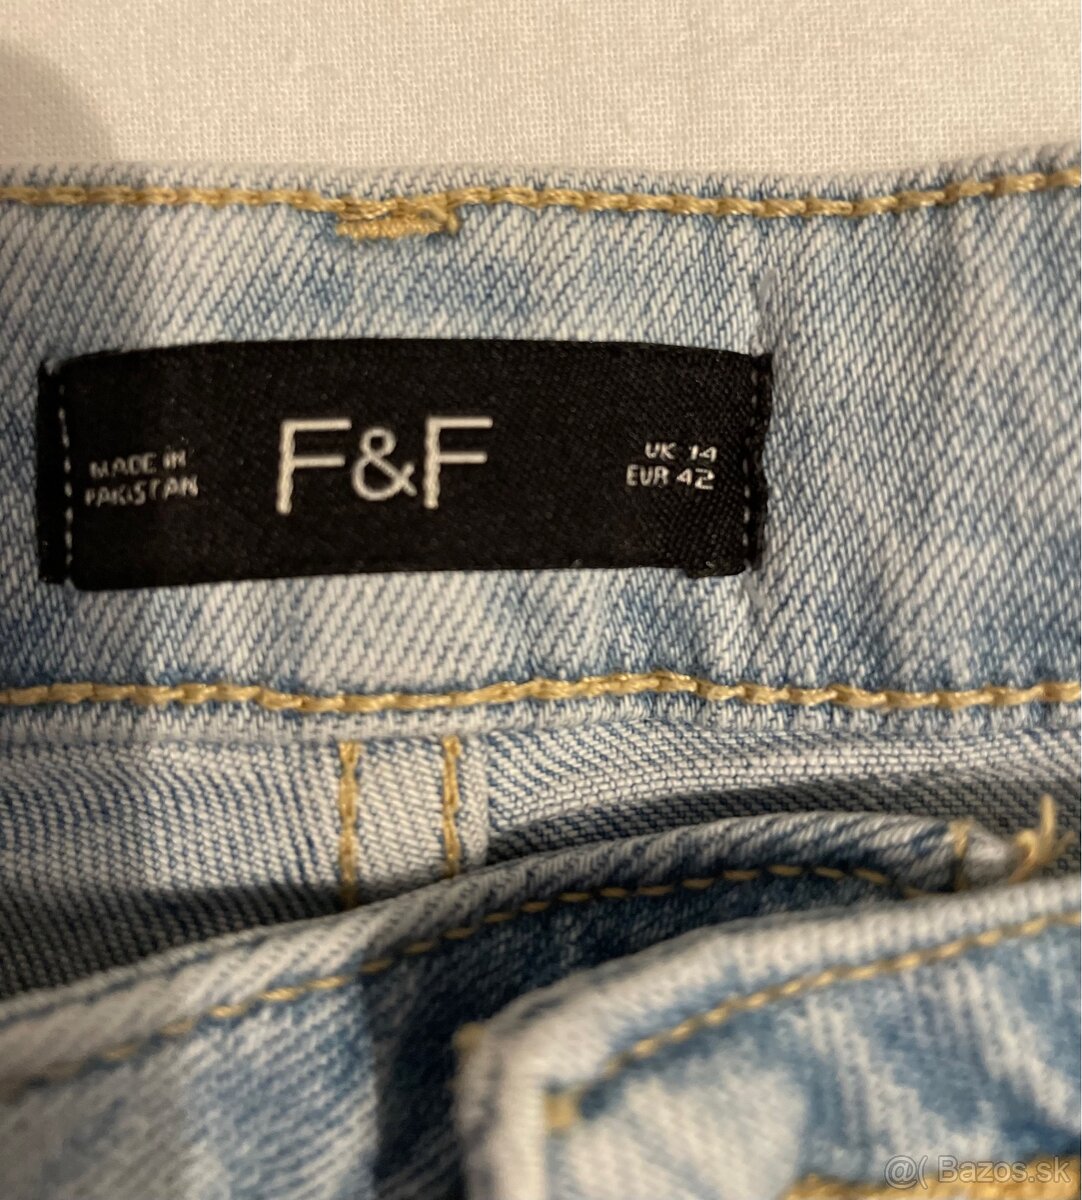 MADE IN
PAKISTAN
F&F
UK 14
EUR 42
@( Bazos.sk